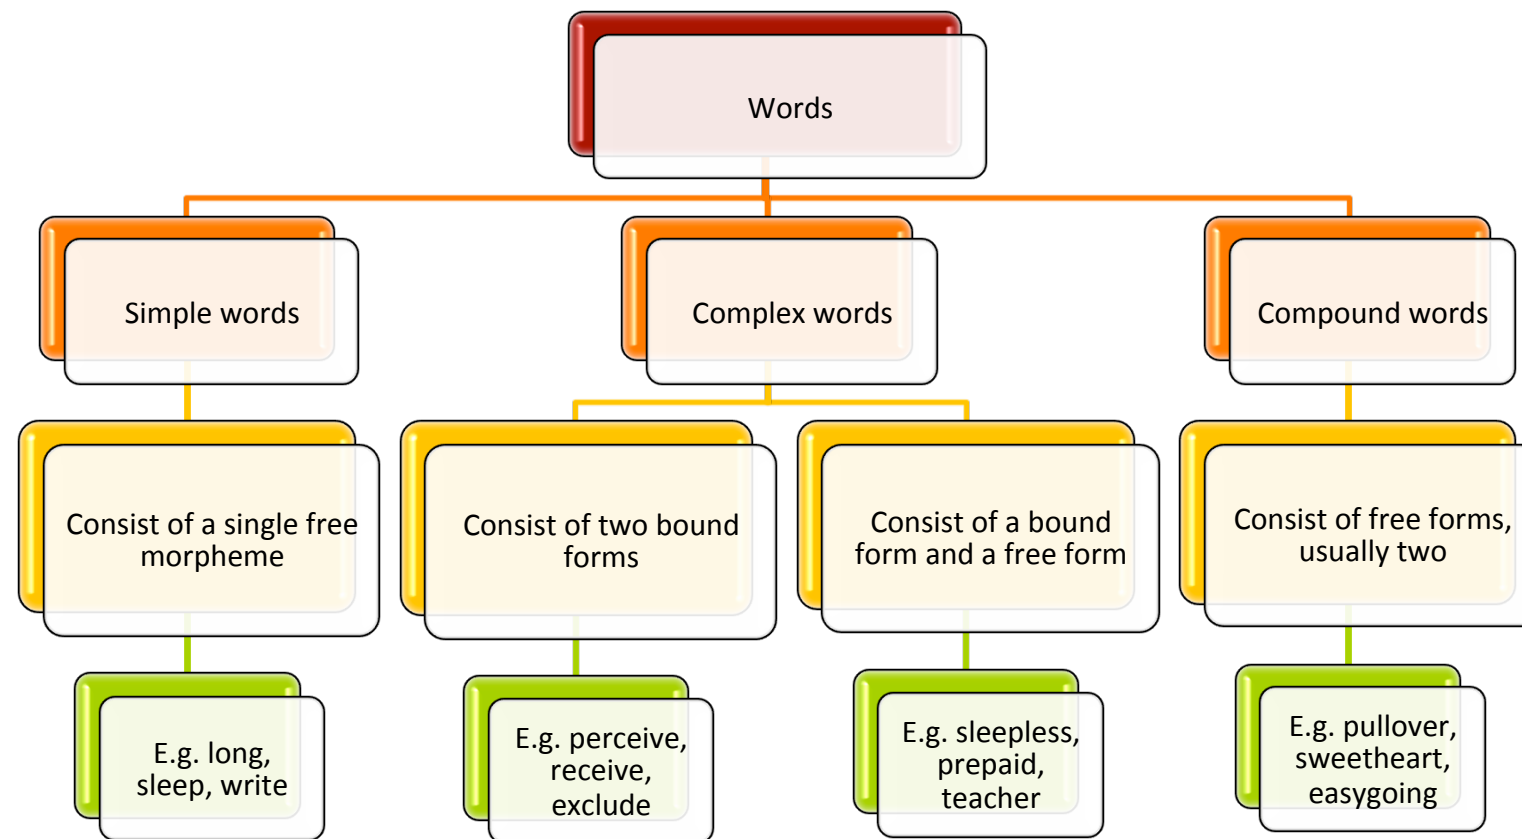 Words
Simple words
Complex words
Compound words
Consist of a single free
morpheme
Consist of two bound
forms
Consist of a bound
form and a free form
Consist of free forms,
usually two
E.g. long,
sleep, write
E.g. perceive,
receive,
exclude
E.g. sleepless,
prepaid,
teacher
E.g. pullover,
sweetheart,
easygoing